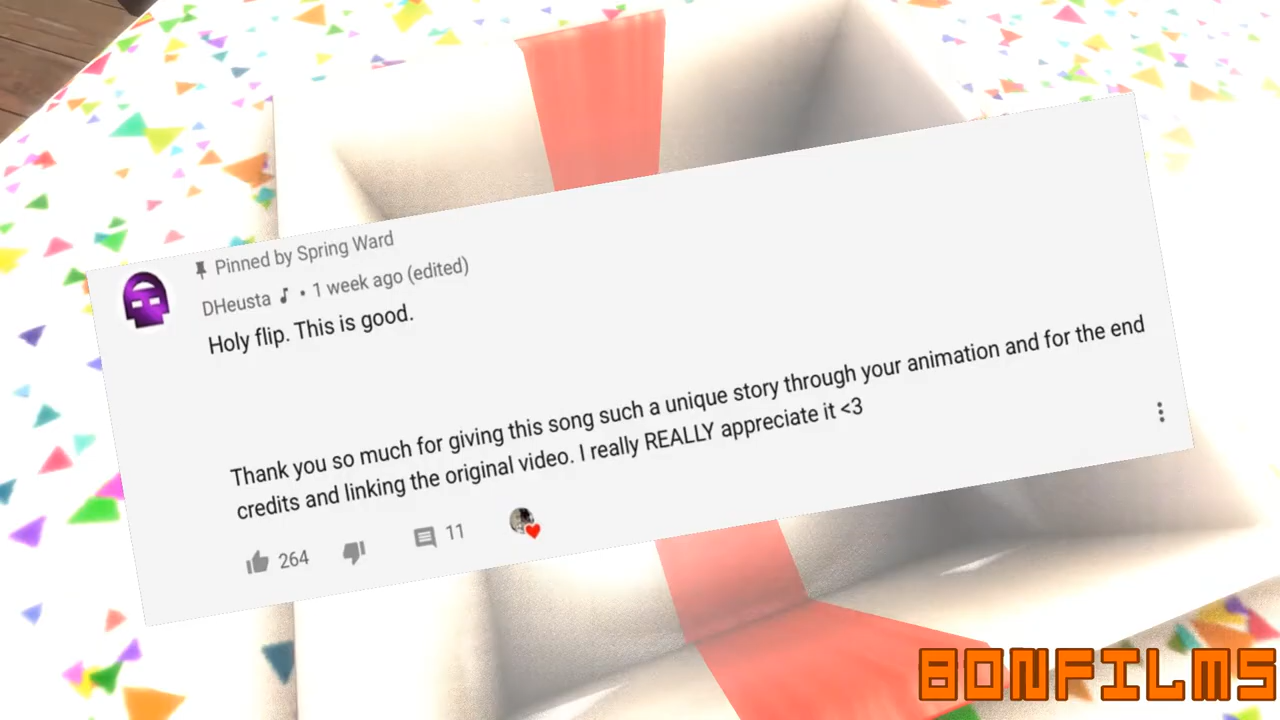 Pinned by Spring Ward
DHeusta ♪ • 1 week ago (edited)
Holy flip. This is good.
Thank you so much for giving this song such a unique story through your animation and for the end
credits and linking the original video. I really REALLY appreciate it <3
264
11
BONFILMS